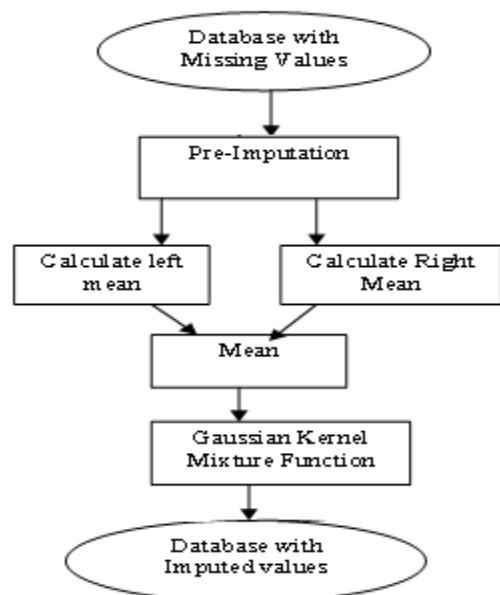 Database with
Missing Values
Pre-Imputation
Calculate left
mean
Calculate Right
Mean
Mean
Gaussian Kernel
Mixture Function
Database with
Imputed values